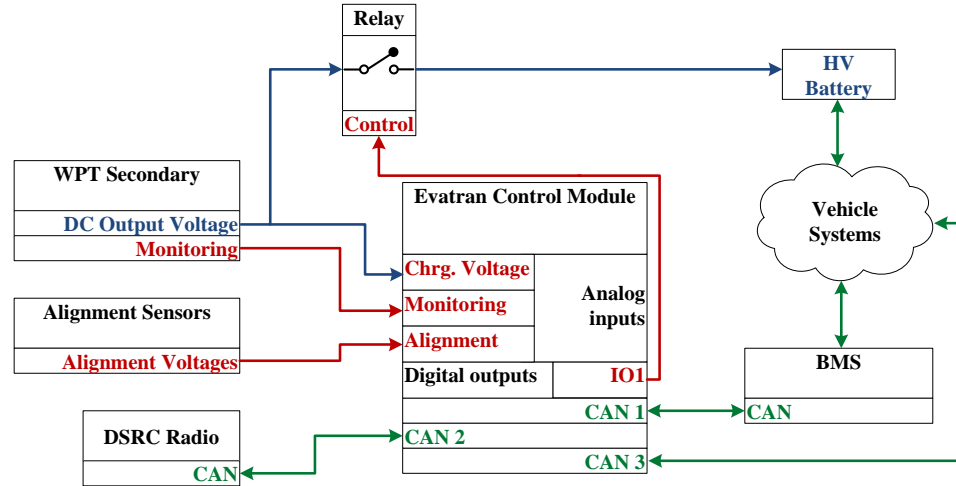 Relay
Control
HV
Battery
WPT Secondary
DC Output Voltage
Monitoring
Evatran Control Module
Chrg. Voltage
Monitoring
Alignment
Analog
inputs
Digital outputs
IO1
CAN 1
CAN 2
CAN 3
Vehicle
Systems
Alignment Sensors
Alignment Voltages
BMS
CAN
DSRC Radio
CAN